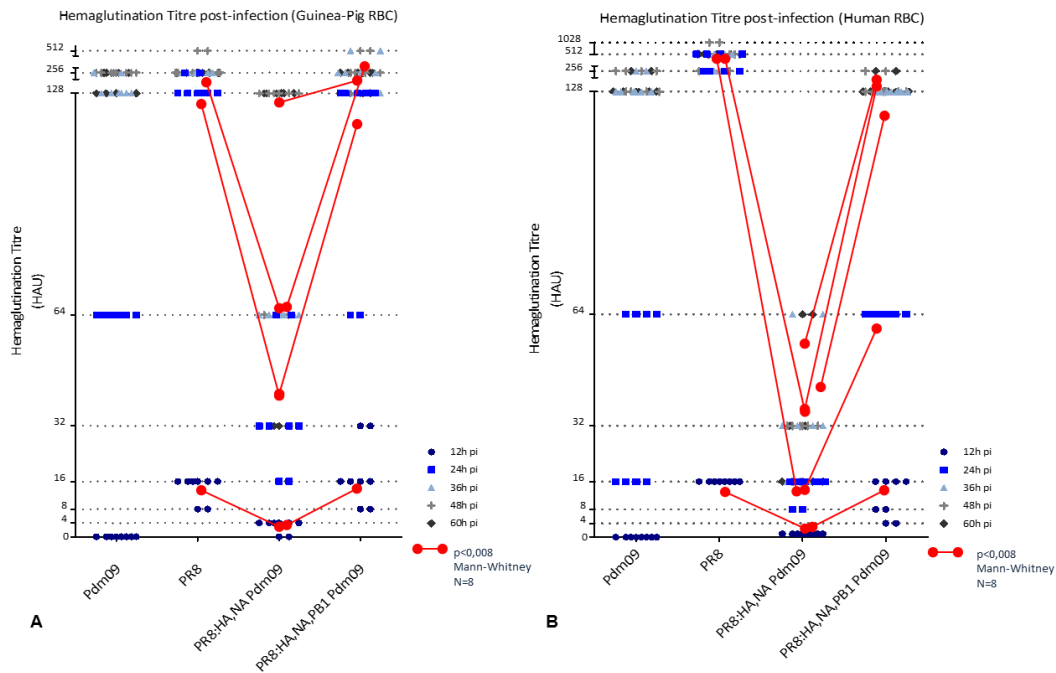 Hemaglutination Titre post-infection (Guinea-Pig RBC)
512
256
128
64
32
16
8
4
0
Hemaglutination Titre
(HAU)
12h pi
24h pi
36h pi
48h pi
60h pi
p<0,008
Mann-Whitney
N=8
Pdm09
PR8
PR8:HA,NA Pdm09
PR8:HA,NA,PB1 Pdm09
A
Hemaglutination Titre post-infection (Human RBC)
1028
512
256
128
64
32
16
8
4
0
Hemaglutination Titre
(HAU)
12h pi
24h pi
36h pi
48h pi
60h pi
p<0,008
Mann-Whitney
N=8
Pdm09
PR8
PR8:HA,NA Pdm09
PR8:HA,NA,PB1 Pdm09
B